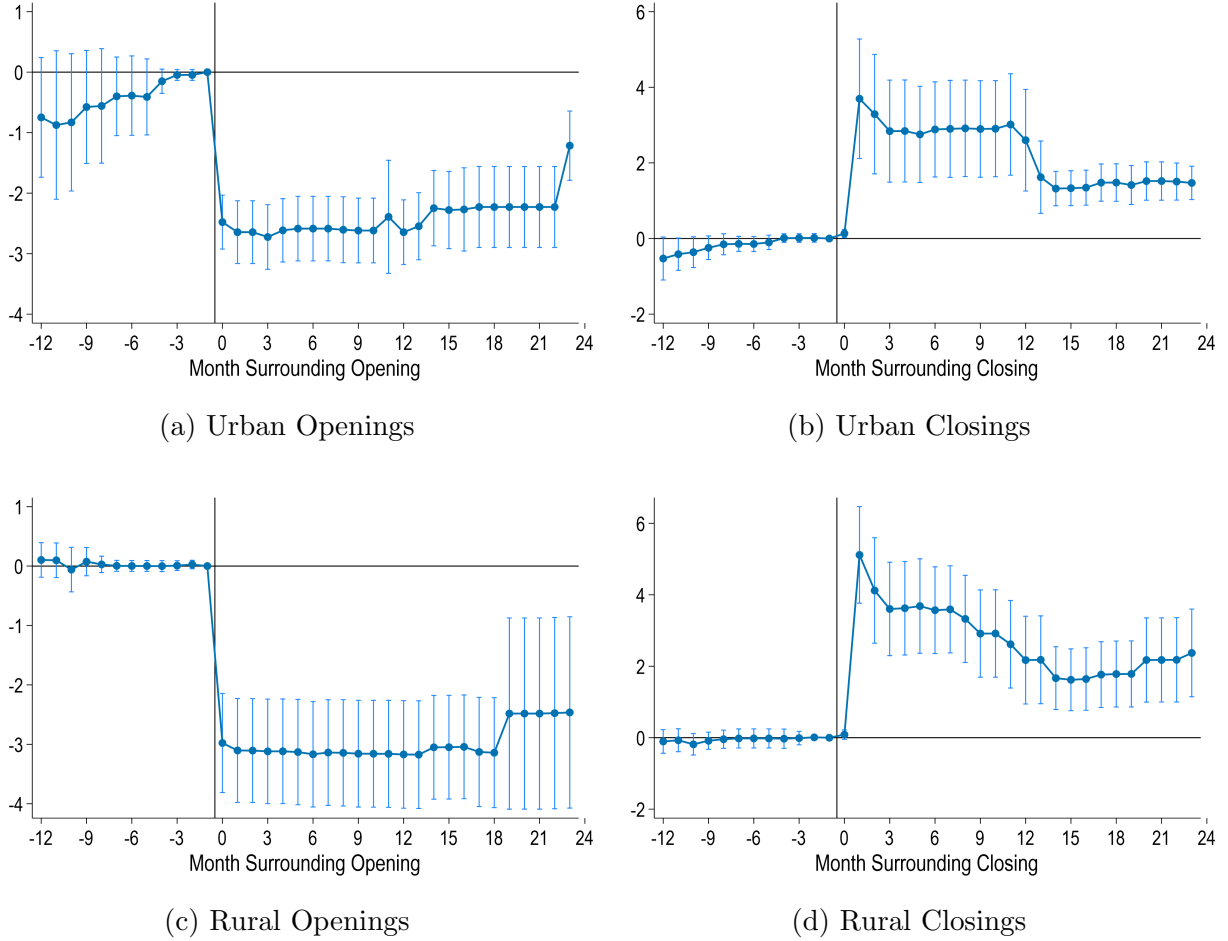 1
0
-1
-2
-3
-4
-12 -9 -6 -3 0 3 6 9 12 15 18 21 24
Month Surrounding Opening
(a) Urban Openings
6
4
2
0
-2
-12 -9 -6 -3 0 3 6 9 12 15 18 21 24
Month Surrounding Closing
(b) Urban Closings
1
0
-1
-2
-3
-4
-12 -9 -6 -3 0 3 6 9 12 15 18 21 24
Month Surrounding Opening
(c) Rural Openings
6
4
2
0
-2
-12 -9 -6 -3 0 3 6 9 12 15 18 21 24
Month Surrounding Closing
(d) Rural Closings